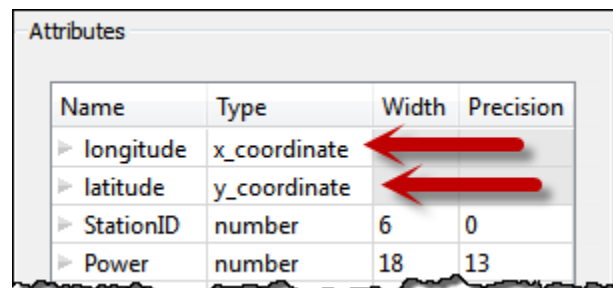 Attributes
Name Type Width Precision
longitude x_coordinate
latitude y_coordinate
StationID number 6 0
Power number 18 13